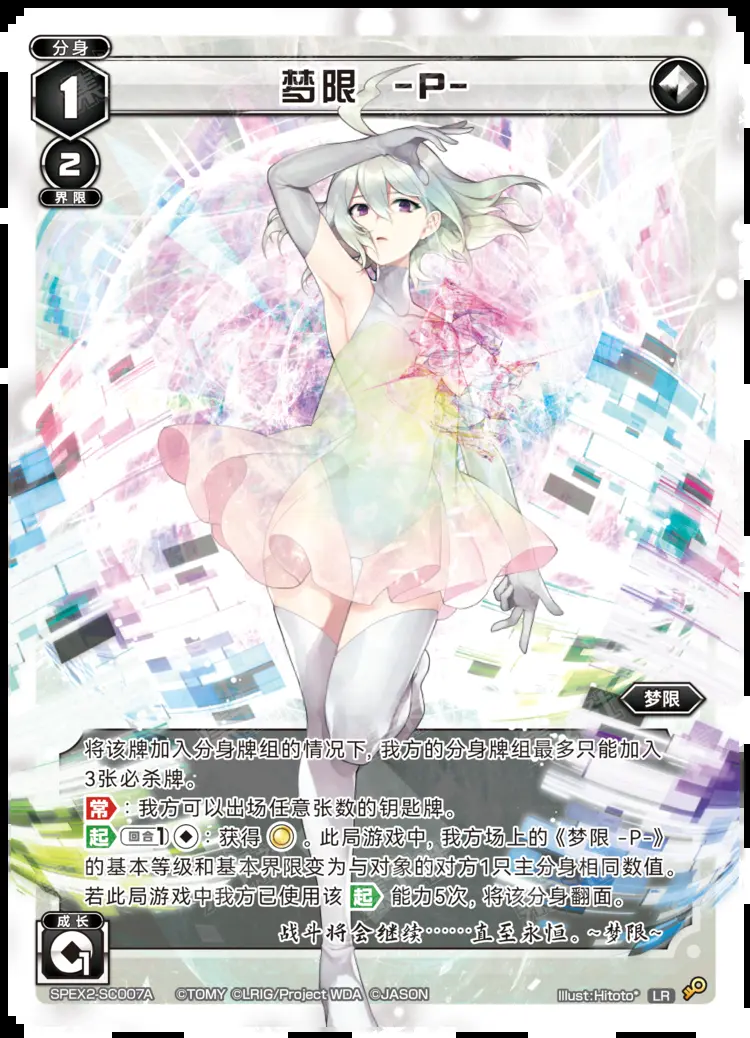 分身
梦限 -P-
1
2
界限
梦限
将该牌加入分身牌组的情况下, 我方的分身牌组最多只能加入
3张必杀牌。
常 : 我方可以出场任意张数的钥匙牌。
起 回合1 ◆ : 获得 。此局游戏中, 我方场上的《梦限 -P-》
的基本等级和基本界限变为与对象的对方1只主分身相同数值。
若此局游戏中我方已使用该 起 能力5次, 将该分身翻面。
战斗将会继续……直至永恒。~梦限~
成长
1
SPEX2-SC007A ©TOMY ©LRIG/Project WDA ©JASON
Illust:Hitoto* LR